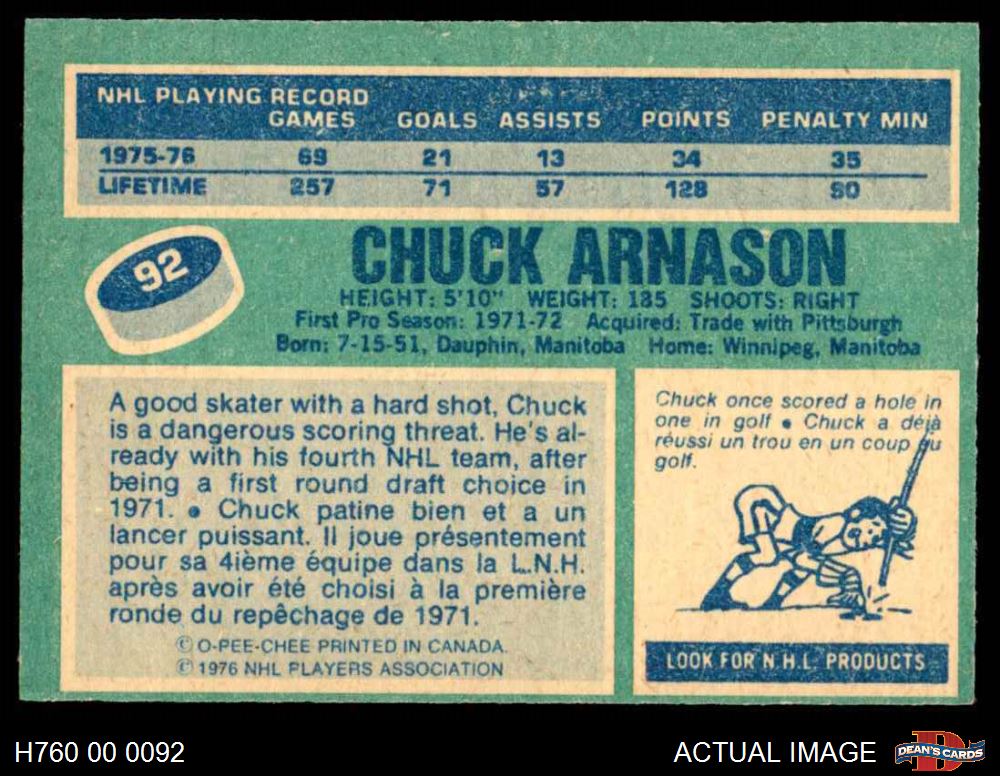 NHL PLAYING RECORD
GAMES GOALS ASSISTS POINTS PENALTY MIN
1975-76 69 21 13 34 35
LIFETIME 257 71 57 128 90
92
CHUCK ARNASON
HEIGHT: 5'10" WEIGHT: 185 SHOOTS: RIGHT
First Pro Season: 1971-72 Acquired: Trade with Pittsburgh
Born: 7-15-51, Dauphin, Manitoba Home: Winnipeg, Manitoba
A good skater with a hard shot, Chuck
is a dangerous scoring threat. He's al-
ready with his fourth NHL team, after
being a first round draft choice in
1971. • Chuck patine bien et a un
lancer puissant. Il joue présentement
pour sa 4ième équipe dans la L.N.H.
après avoir été choisi à la première
ronde du repêchage de 1971.
© O-PEE-CHEE PRINTED IN CANADA.
© 1976 NHL PLAYERS ASSOCIATION
Chuck once scored a hole in
one in golf • Chuck a déjà
réussi un trou en un coup au
golf.
LOOK FOR N.H.L. PRODUCTS
H760 00 0092
ACTUAL IMAGE
DEAN'S CARDS